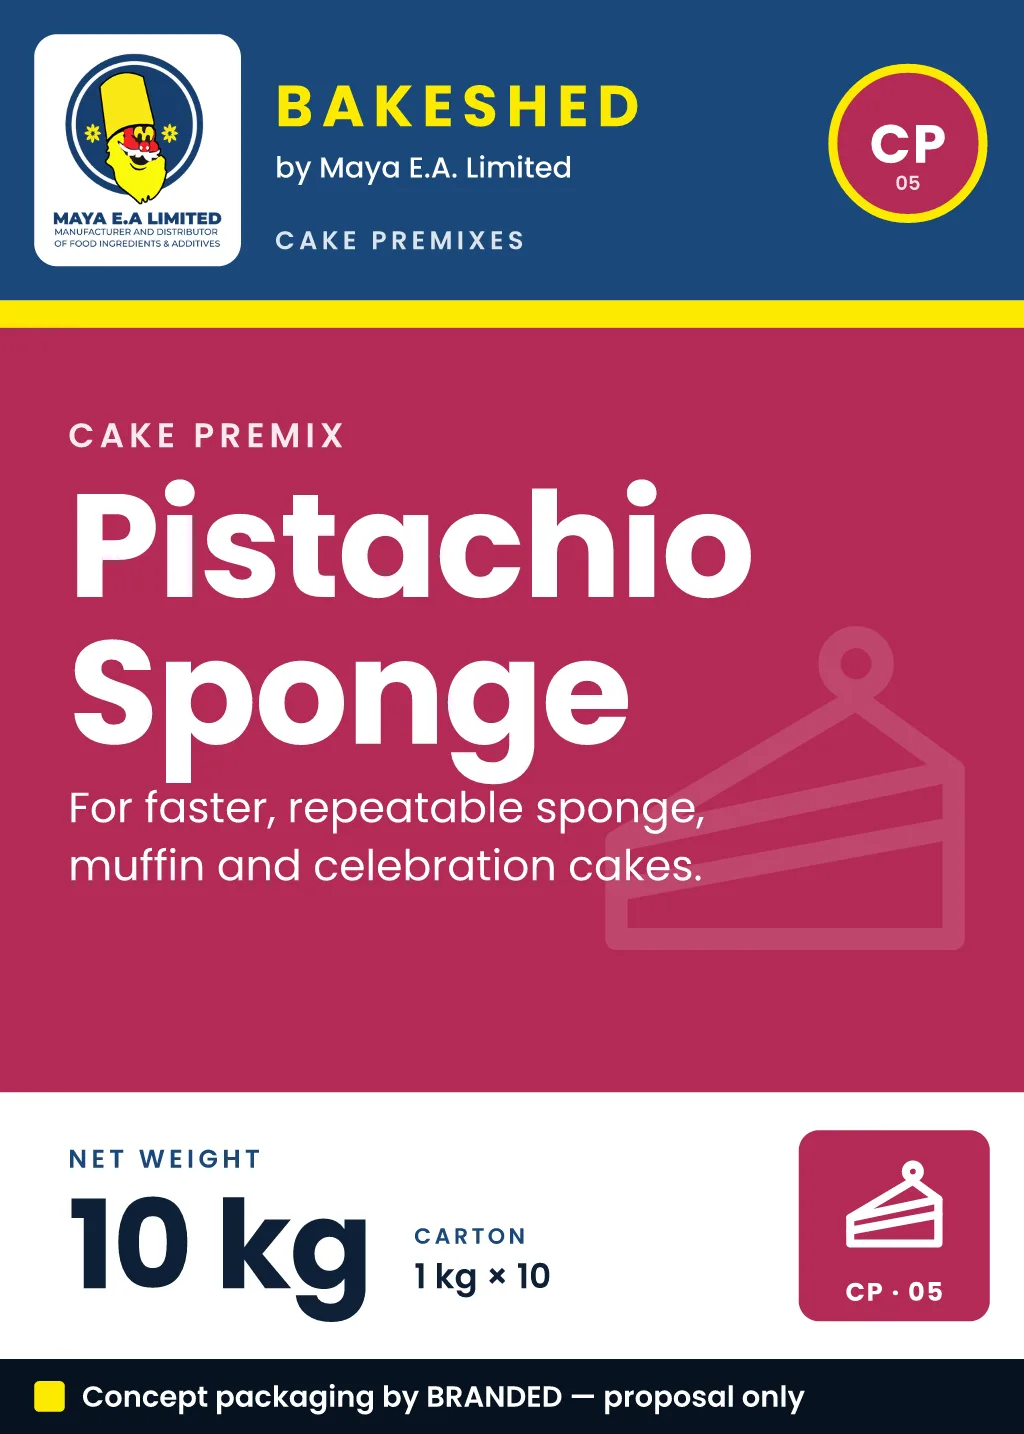 MAYA E.A LIMITED
MANUFACTURER AND DISTRIBUTOR
OF FOOD INGREDIENTS & ADDITIVES
BAKESHED
by Maya E.A. Limited
CAKE PREMIXES
CP
05
CAKE PREMIX
Pistachio
Sponge
For faster, repeatable sponge,
muffin and celebration cakes.
NET WEIGHT
10 kg
CARTON
1 kg × 10
CP · 05
Concept packaging by BRANDED — proposal only